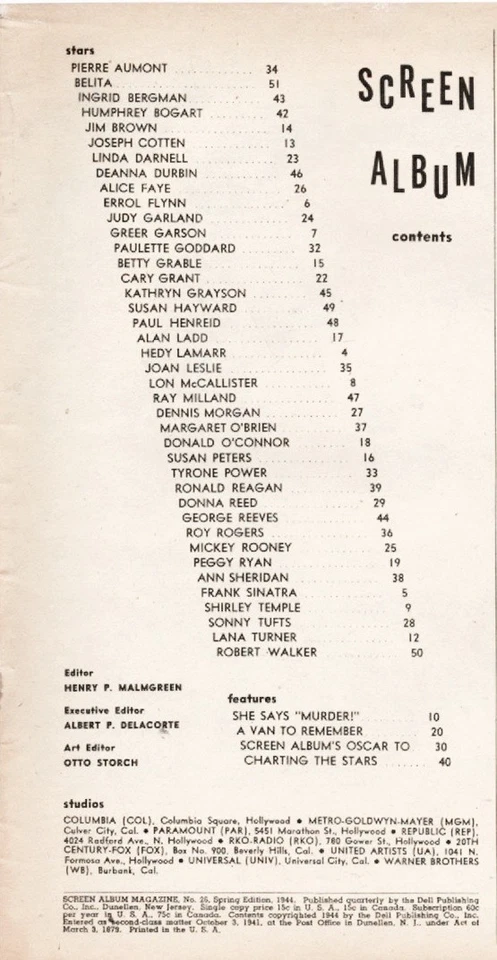 SCREEN
ALBUM
contents
stars
PIERRE AUMONT 34
BELITA 51
INGRID BERGMAN 43
HUMPHREY BOGART 42
JIM BROWN 14
JOSEPH COTTEN 13
LINDA DARNELL 23
DEANNA DURBIN 46
ALICE FAYE 26
ERROL FLYNN 6
JUDY GARLAND 24
GREER GARSON 7
PAULETTE GODDARD 32
BETTY GRABLE 15
CARY GRANT 22
KATHRYN GRAYSON 45
SUSAN HAYWARD 49
PAUL HENREID 48
ALAN LADD 17
HEDY LAMARR 4
JOAN LESLIE 35
LON McCALLISTER 8
RAY MILLAND 47
DENNIS MORGAN 27
MARGARET O'BRIEN 37
DONALD O'CONNOR 18
SUSAN PETERS 16
TYRONE POWER 33
RONALD REAGAN 39
DONNA REED 29
GEORGE REEVES 44
ROY ROGERS 36
MICKEY ROONEY 25
PEGGY RYAN 19
ANN SHERIDAN 38
FRANK SINATRA 5
SHIRLEY TEMPLE 9
SONNY TUFTS 28
LANA TURNER 12
ROBERT WALKER 50
Editor
HENRY P. MALMGREEN
Executive Editor
ALBERT P. DELACORTE
Art Editor
OTTO STORCH
features
SHE SAYS "MURDER!" 10
A VAN TO REMEMBER 20
SCREEN ALBUM'S OSCAR TO 30
CHARTING THE STARS 40
studios
COLUMBIA (COL), Columbia Square, Hollywood • METRO-GOLDWYN-MAYER (MGM),
Culver City, Cal. • PARAMOUNT (PAR), 5451 Marathon St., Hollywood • REPUBLIC (REP),
4024 Radford Ave., N. Hollywood • RKO-RADIO (RKO), 780 Gower St., Hollywood • 20TH
CENTURY-FOX (FOX), Box No. 900, Beverly Hills, Cal. • UNITED ARTISTS (UA), 1041 N.
Formosa Ave., Hollywood • UNIVERSAL (UNIV), Universal City, Cal. • WARNER BROTHERS
(WB), Burbank, Cal.
SCREEN ALBUM MAGAZINE, No. 26, Spring Edition, 1944. Published quarterly by the Dell Publishing
Co., Inc., Dunellen, New Jersey. Single copy price 15c in U. S. A., 15c in Canada. Subscription 60c
per year in U. S. A., 75c in Canada. Contents copyrighted 1944 by the Dell Publishing Co., Inc.
Entered as second-class matter October 3, 1941, at the Post Office in Dunellen, N. J., under Act of
March 3, 1879. Printed in the U. S. A.